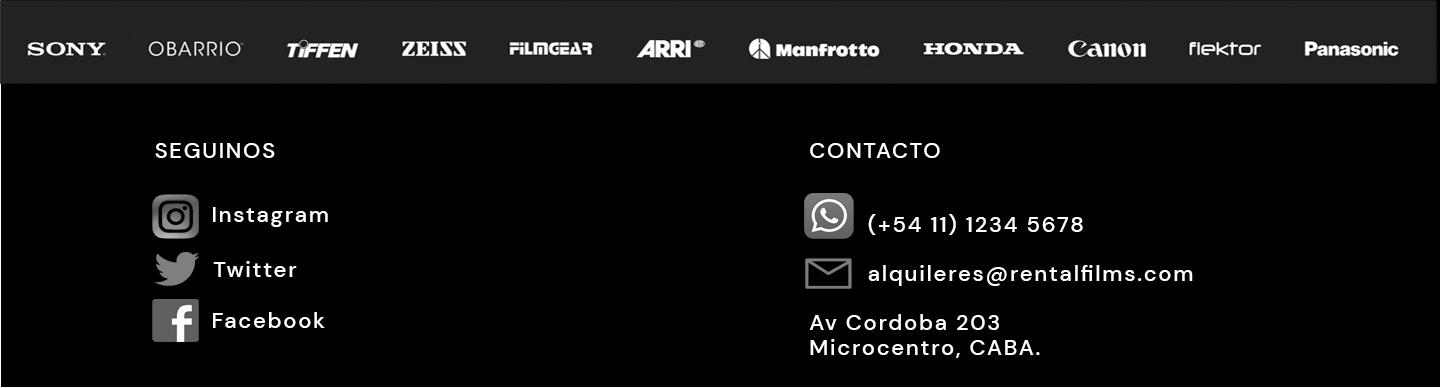 SONY OBARRIO TiFFEN ZEISS FiLMGEAR ARRI® Manfrotto HONDA Canon flektor Panasonic
SEGUINOS
Instagram
Twitter
Facebook
CONTACTO
(+54 11) 1234 5678
alquileres@rentalfilms.com
Av Cordoba 203
Microcentro, CABA.